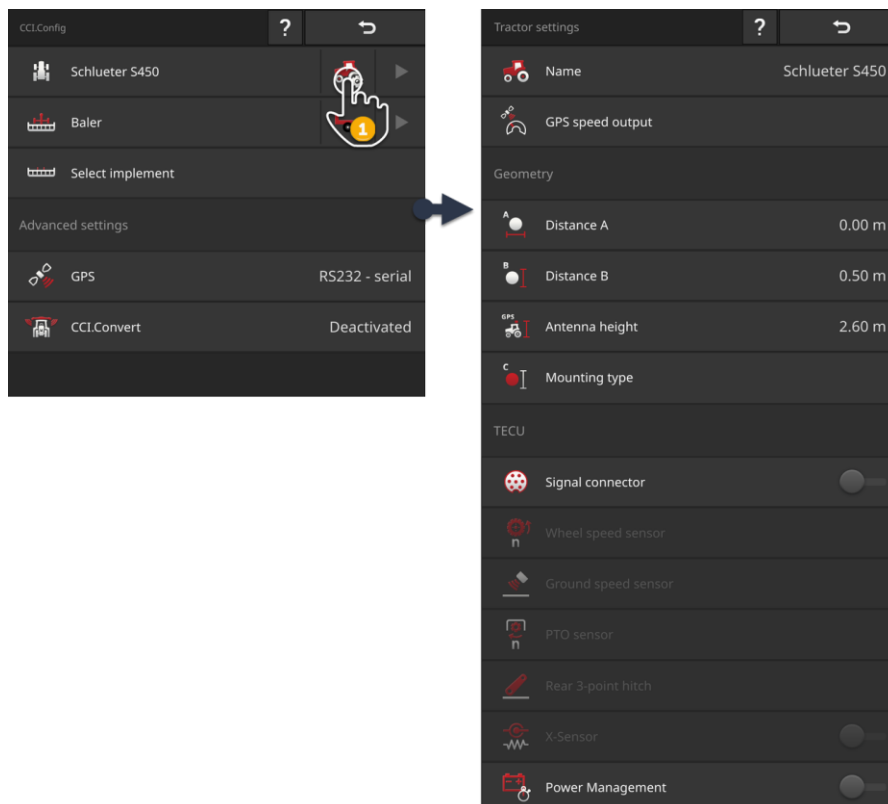 CCI.Config ?
Schlueter S450
Baler
1
Select implement
Advanced settings
GPS RS232 - serial
CCI.Convert Deactivated
Tractor settings ?
Name Schlueter S450
GPS speed output
Geometry
A Distance A 0.00 m
B Distance B 0.50 m
GPS Antenna height 2.60 m
C Mounting type
TECU
Signal connector
n Wheel speed sensor
Ground speed sensor
n PTO sensor
Rear 3-point hitch
X-Sensor
Power Management